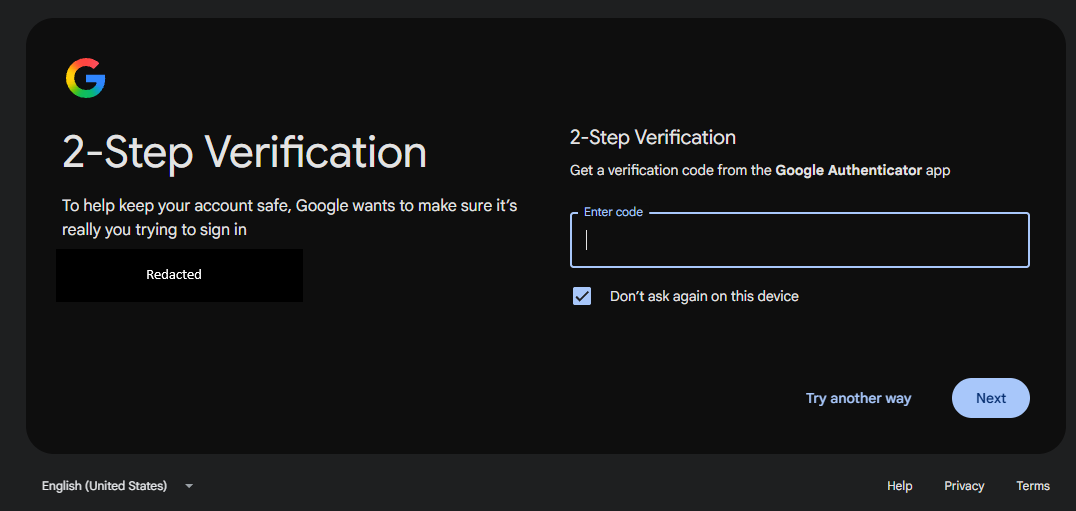 2-Step Verification
To help keep your account safe, Google wants to make sure it’s
really you trying to sign in
Redacted
2-Step Verification
Get a verification code from the Google Authenticator app
Enter code
Don’t ask again on this device
Try another way
Next
English (United States)
Help
Privacy
Terms